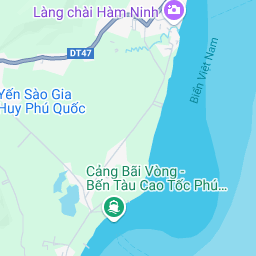 Làng chài Hàm Ninh
Biển Việt Nam
DT47
Yến Sào Gia
Huy Phú Quốc
Cảng Bãi Vòng -
Bến Tàu Cao Tốc Phú...